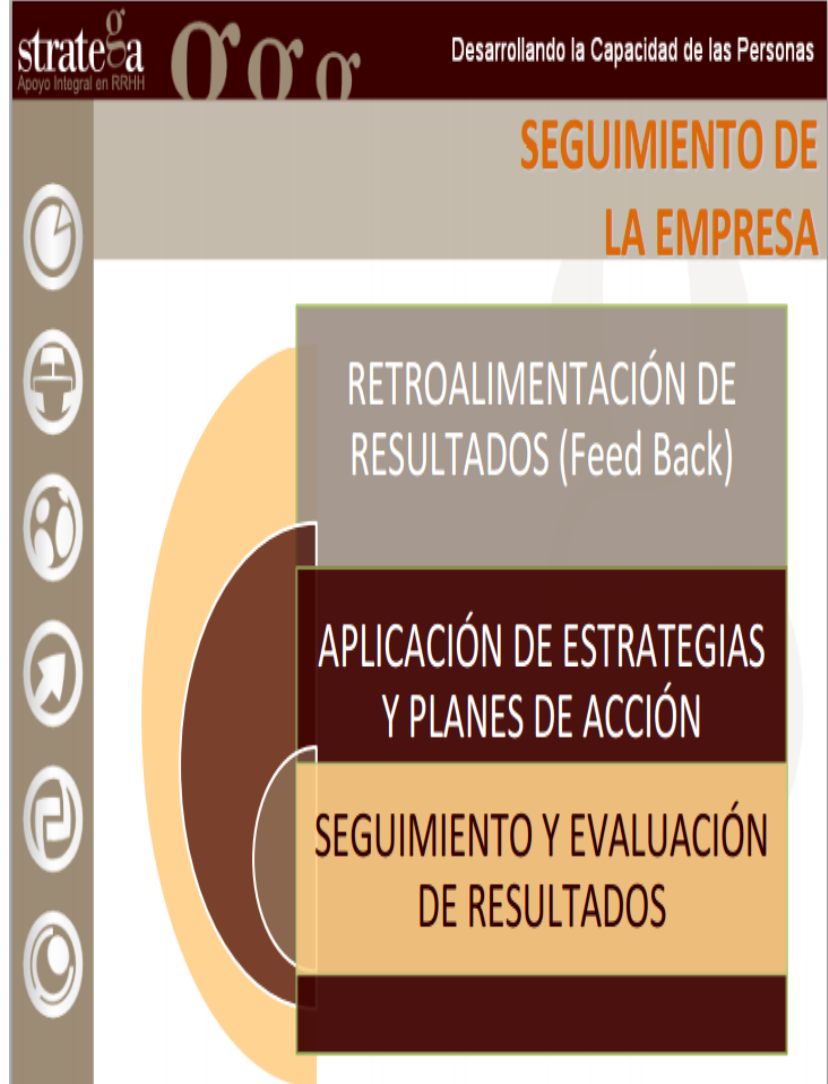 stratega
Apoyo Integral en RRHH
Desarrollando la Capacidad de las Personas
SEGUIMIENTO DE
LA EMPRESA
RETROALIMENTACIÓN DE
RESULTADOS (Feed Back)
APLICACIÓN DE ESTRATEGIAS
Y PLANES DE ACCIÓN
SEGUIMIENTO Y EVALUACIÓN
DE RESULTADOS